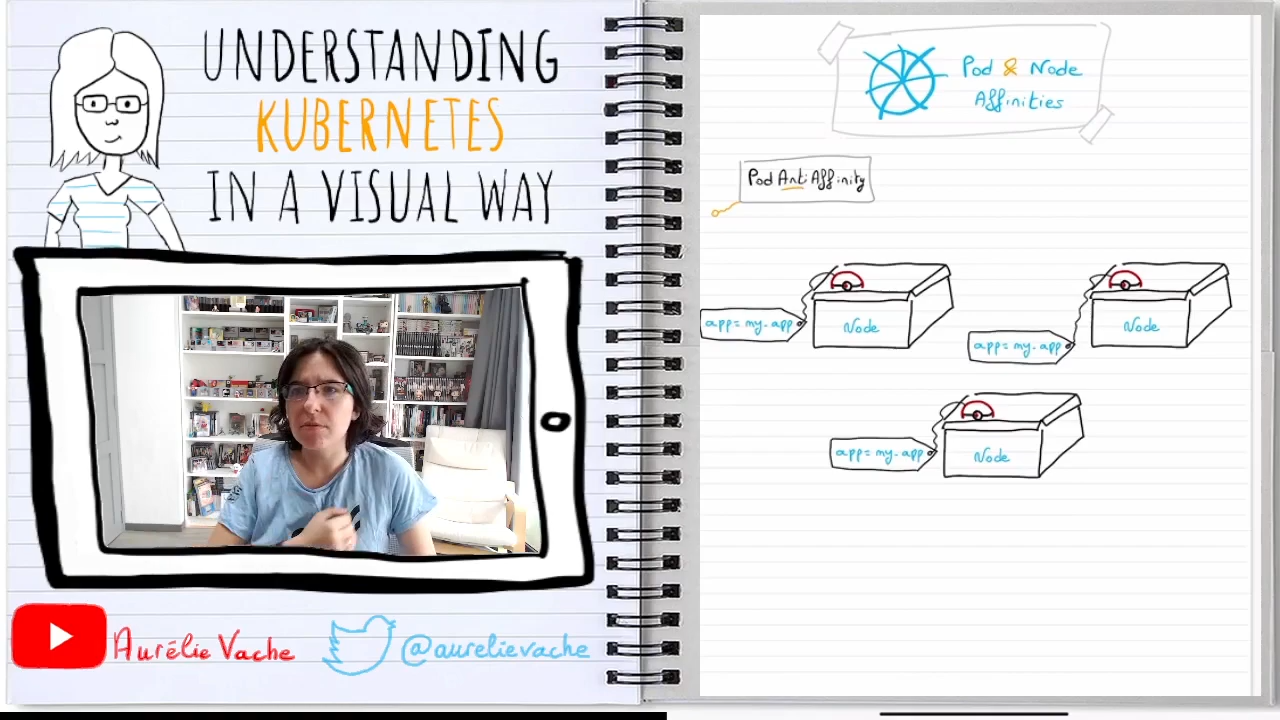 UNDERSTANDING
KUBERNETES
IN A VISUAL WAY
Aurélie Vache
@aurelievache
Pod & Node
Affinities
Pod Anti Affinity
app= my-app
Node
app= my-app
Node
app= my-app
Node